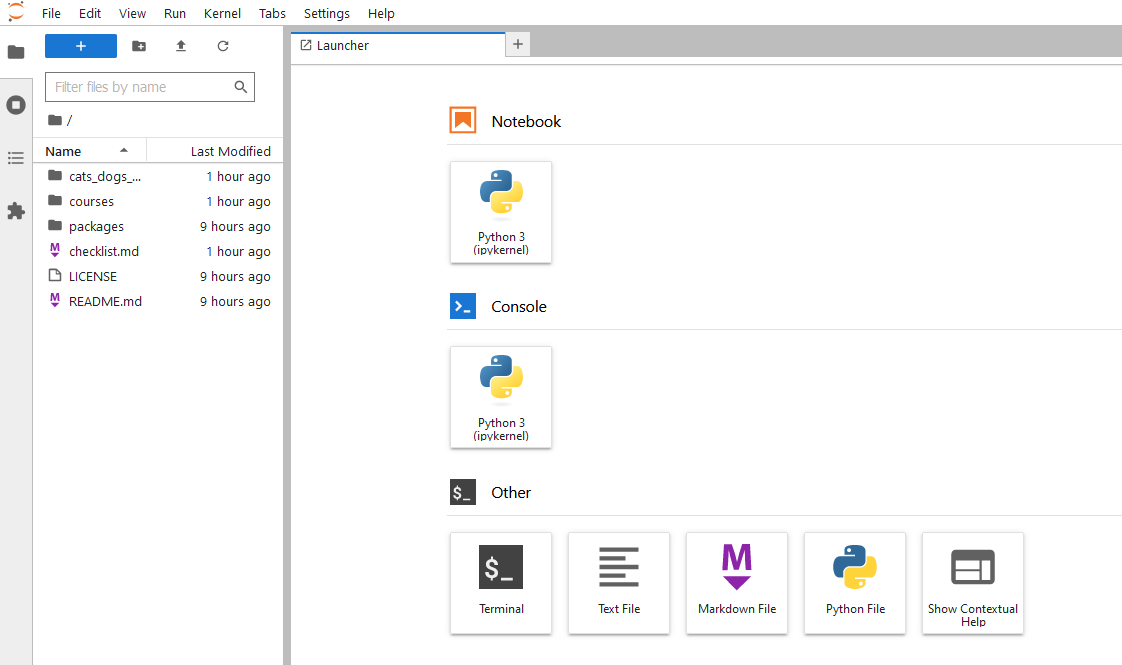 File Edit View Run Kernel Tabs Settings Help
+
Launcher +
Filter files by name
/
Name Last Modified
cats_dogs_... 1 hour ago
courses 1 hour ago
packages 9 hours ago
M checklist.md 1 hour ago
LICENSE 9 hours ago
M README.md 9 hours ago
Notebook
Python 3
(ipykernel)
>_ Console
Python 3
(ipykernel)
$_ Other
$_
Terminal
Text File
M
Markdown File
Python File
Show Contextual
Help